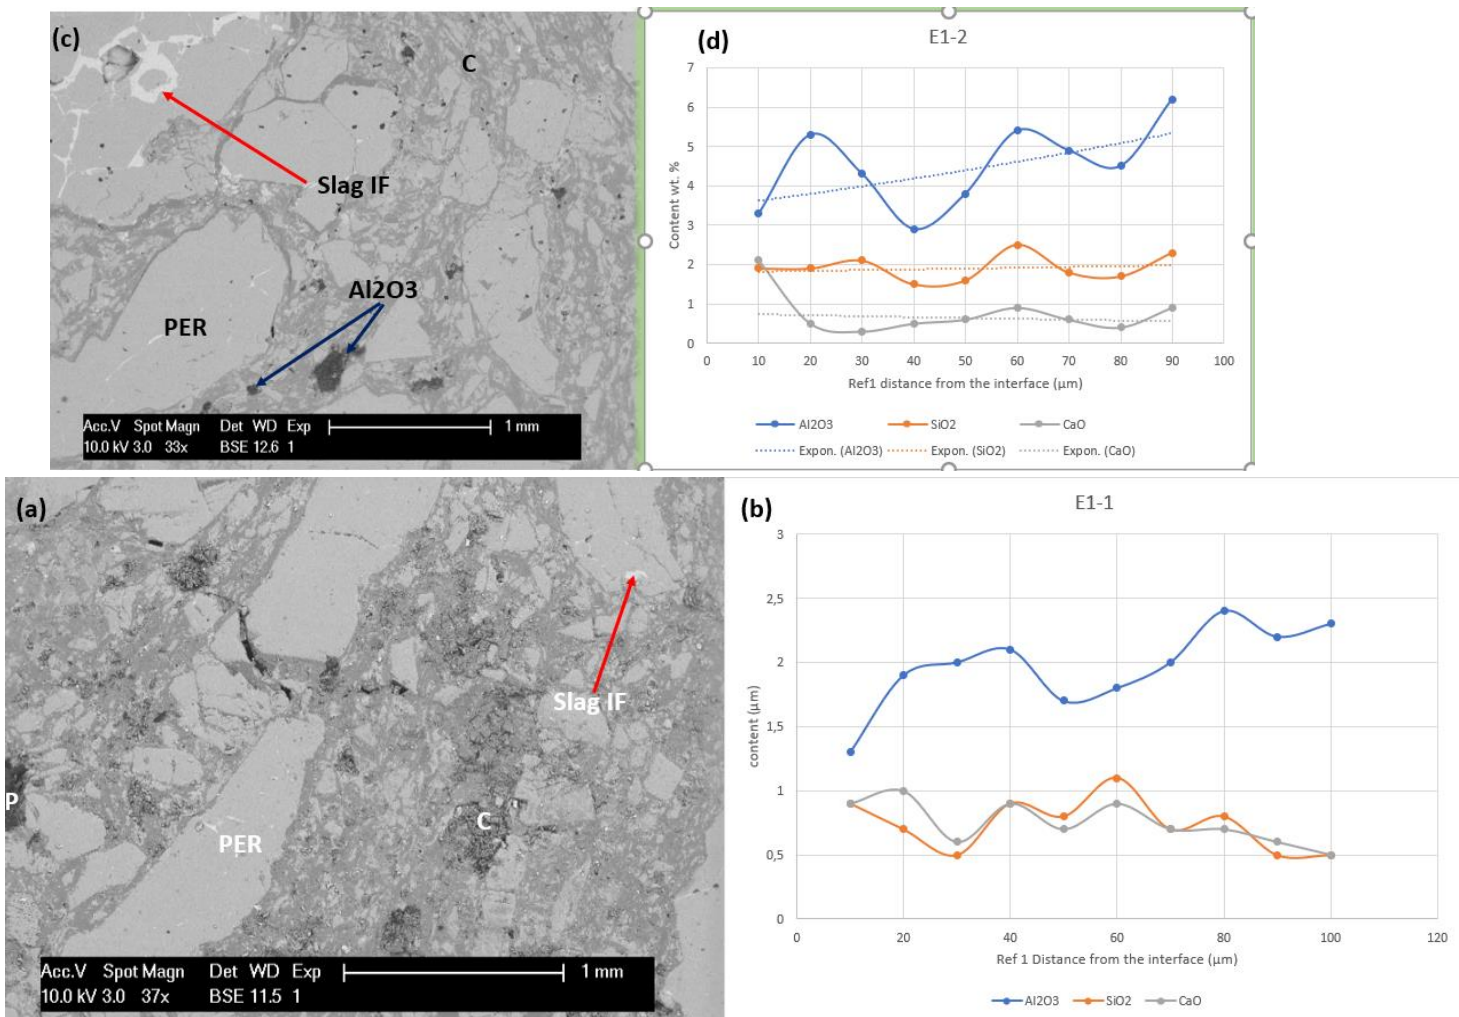 (c)
C
Slag IF
Al2O3
PER
Acc.V Spot Magn Det WD Exp 1 mm
10.0 kV 3.0 33x BSE 12.6 1
(d)
E1-2
7
6
5
4
3
2
1
0
Content wt. %
0 10 20 30 40 50 60 70 80 90 100
Ref1 distance from the interface (µm)
Al2O3 SiO2 CaO
Expon. (Al2O3) Expon. (SiO2) Expon. (CaO)
(a)
Slag IF
P
C
PER
Acc.V Spot Magn Det WD Exp 1 mm
10.0 kV 3.0 37x BSE 11.5 1
(b)
E1-1
3
2,5
2
1,5
1
0,5
0
content (µm)
0 20 40 60 80 100 120
Ref 1 Distance from the interface (µm)
Al2O3 SiO2 CaO